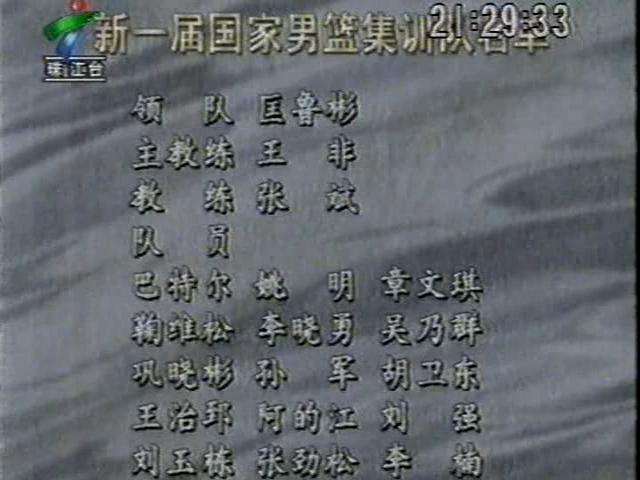 21:29:33
新一届国家男篮集训队名单
珠江台
领 队 匡鲁彬
主教练 王 非
教 练 张 斌
队 员
巴特尔 姚 明 章文琪
鞠维松 李晓勇 吴乃群
巩晓彬 孙 军 胡卫东
王治郅 阿的江 刘 强
刘玉栋 张劲松 李 楠